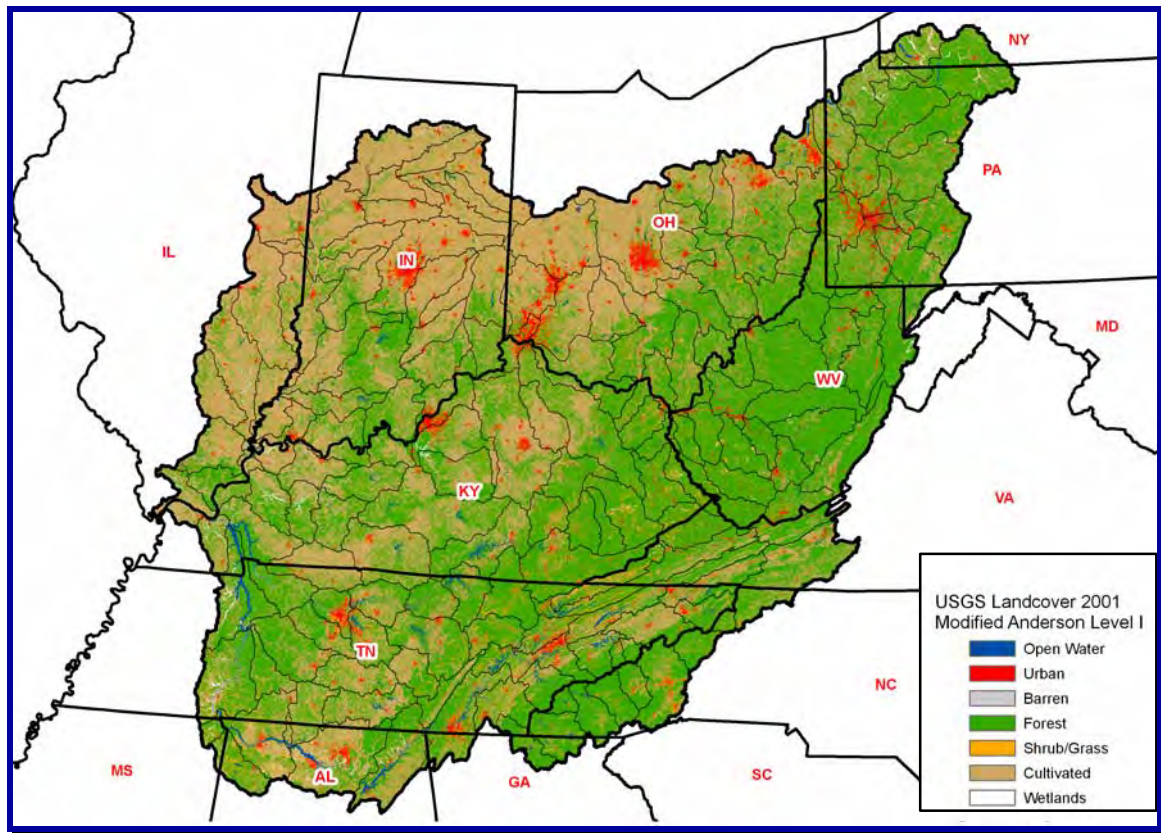 NY
PA
OH
IL
IN
MD
WV
VA
KY
TN
NC
MS
AL
GA
SC
USGS Landcover 2001
Modified Anderson Level I
Open Water
Urban
Barren
Forest
Shrub/Grass
Cultivated
Wetlands